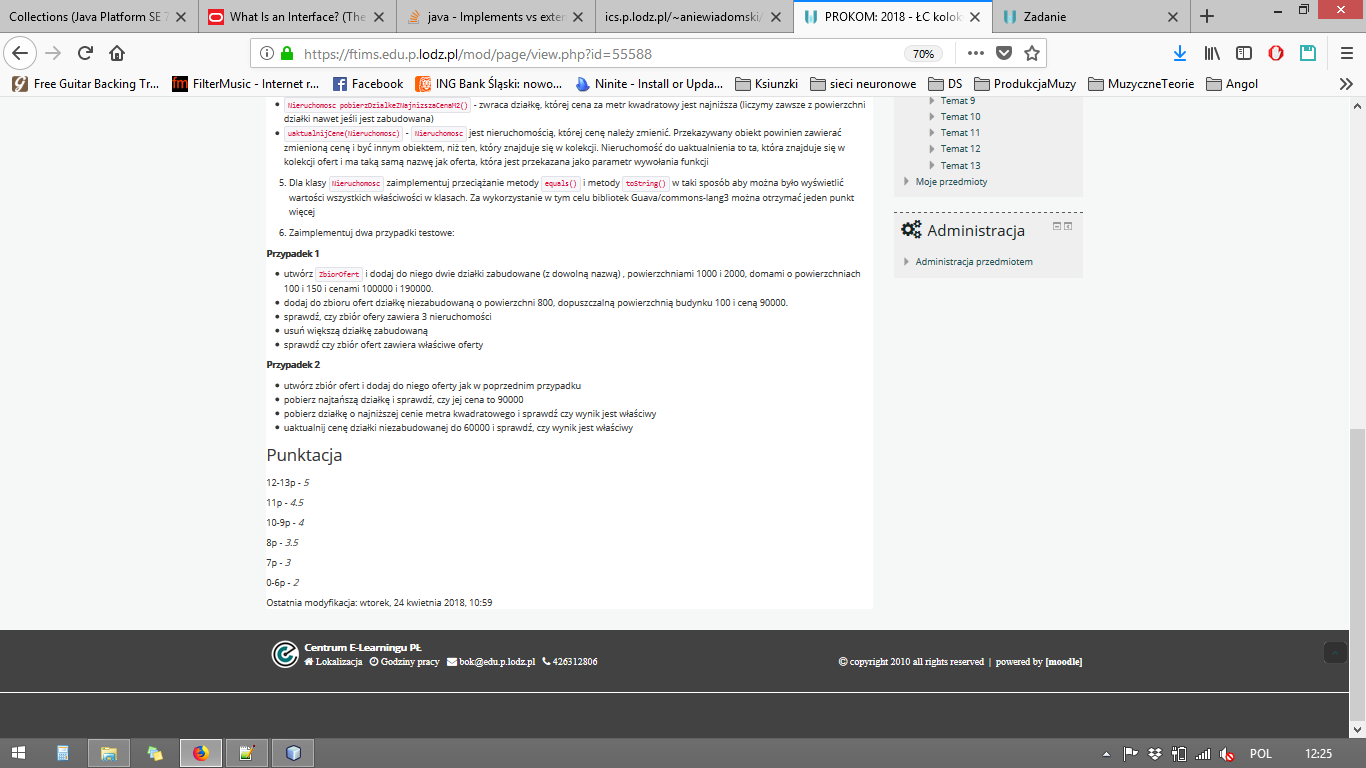 Collections (Java Platform SE 7
What Is an Interface? (The
java - Implements vs exter
ics.p.lodz.pl/~aniewiadomski/
PROKOM: 2018 - ŁC kolok
Zadanie
https://ftims.edu.p.lodz.pl/mod/page/view.php?id=55588
70%
Free Guitar Backing Tr...
FilterMusic - Internet r...
Facebook
ING Bank Śląski: nowo...
Ninite - Install or Upda...
Ksiunzki
sieci neuronowe
DS
ProdukcjaMuzy
MuzyczneTeorie
Angol
Nieruchomosc pobierzDzialkeZNajnizszaCenaM2() - zwraca działkę, której cena za metr kwadratowy jest najniższa (liczymy zawsze z powierzchni
działki nawet jeśli jest zabudowana)
uaktualnijCene(Nieruchomosc) - Nieruchomosc jest nieruchomością, której cenę należy zmienić. Przekazywany obiekt powinien zawierać
zmienioną cenę i być innym obiektem, niż ten, który znajduje się w kolekcji. Nieruchomość do uaktualnienia to ta, która znajduje się w
kolekcji ofert i ma taką samą nazwę jak oferta, która jest przekazana jako parametr wywołania funkcji
5. Dla klasy Nieruchomosc zaimplementuj przeciążanie metody equals() i metody toString() w taki sposób aby można było wyświetlić
wartości wszystkich właściwości w klasach. Za wykorzystanie w tym celu bibliotek Guava/commons-lang3 można otrzymać jeden punkt
więcej
6. Zaimplementuj dwa przypadki testowe:
Przypadek 1
utwórz ZbiorOfert i dodaj do niego dwie działki zabudowane (z dowolną nazwą) , powierzchniami 1000 i 2000, domami o powierzchniach
100 i 150 i cenami 100000 i 190000.
dodaj do zbioru ofert działkę niezabudowaną o powierzchni 800, dopuszczalną powierzchnią budynku 100 i ceną 90000.
sprawdź, czy zbiór ofery zawiera 3 nieruchomości
usuń większą działkę zabudowaną
sprawdź czy zbiór ofert zawiera właściwe oferty
Przypadek 2
utwórz zbiór ofert i dodaj do niego oferty jak w poprzednim przypadku
pobierz najtańszą działkę i sprawdź, czy jej cena to 90000
pobierz działkę o najniższej cenie metra kwadratowego i sprawdź czy wynik jest właściwy
uaktualnij cenę działki niezabudowanej do 60000 i sprawdź, czy wynik jest właściwy
Punktacja
12-13p - 5
11p - 4.5
10-9p - 4
8p - 3.5
7p - 3
0-6p - 2
Ostatnia modyfikacja: wtorek, 24 kwietnia 2018, 10:59
Temat 9
Temat 10
Temat 11
Temat 12
Temat 13
Moje przedmioty
Administracja
Administracja przedmiotem
Centrum E-Learningu PŁ
Lokalizacja Godziny pracy bok@edu.p.lodz.pl 426312806
© copyright 2010 all rights reserved | powered by [moodle]
POL
12:25